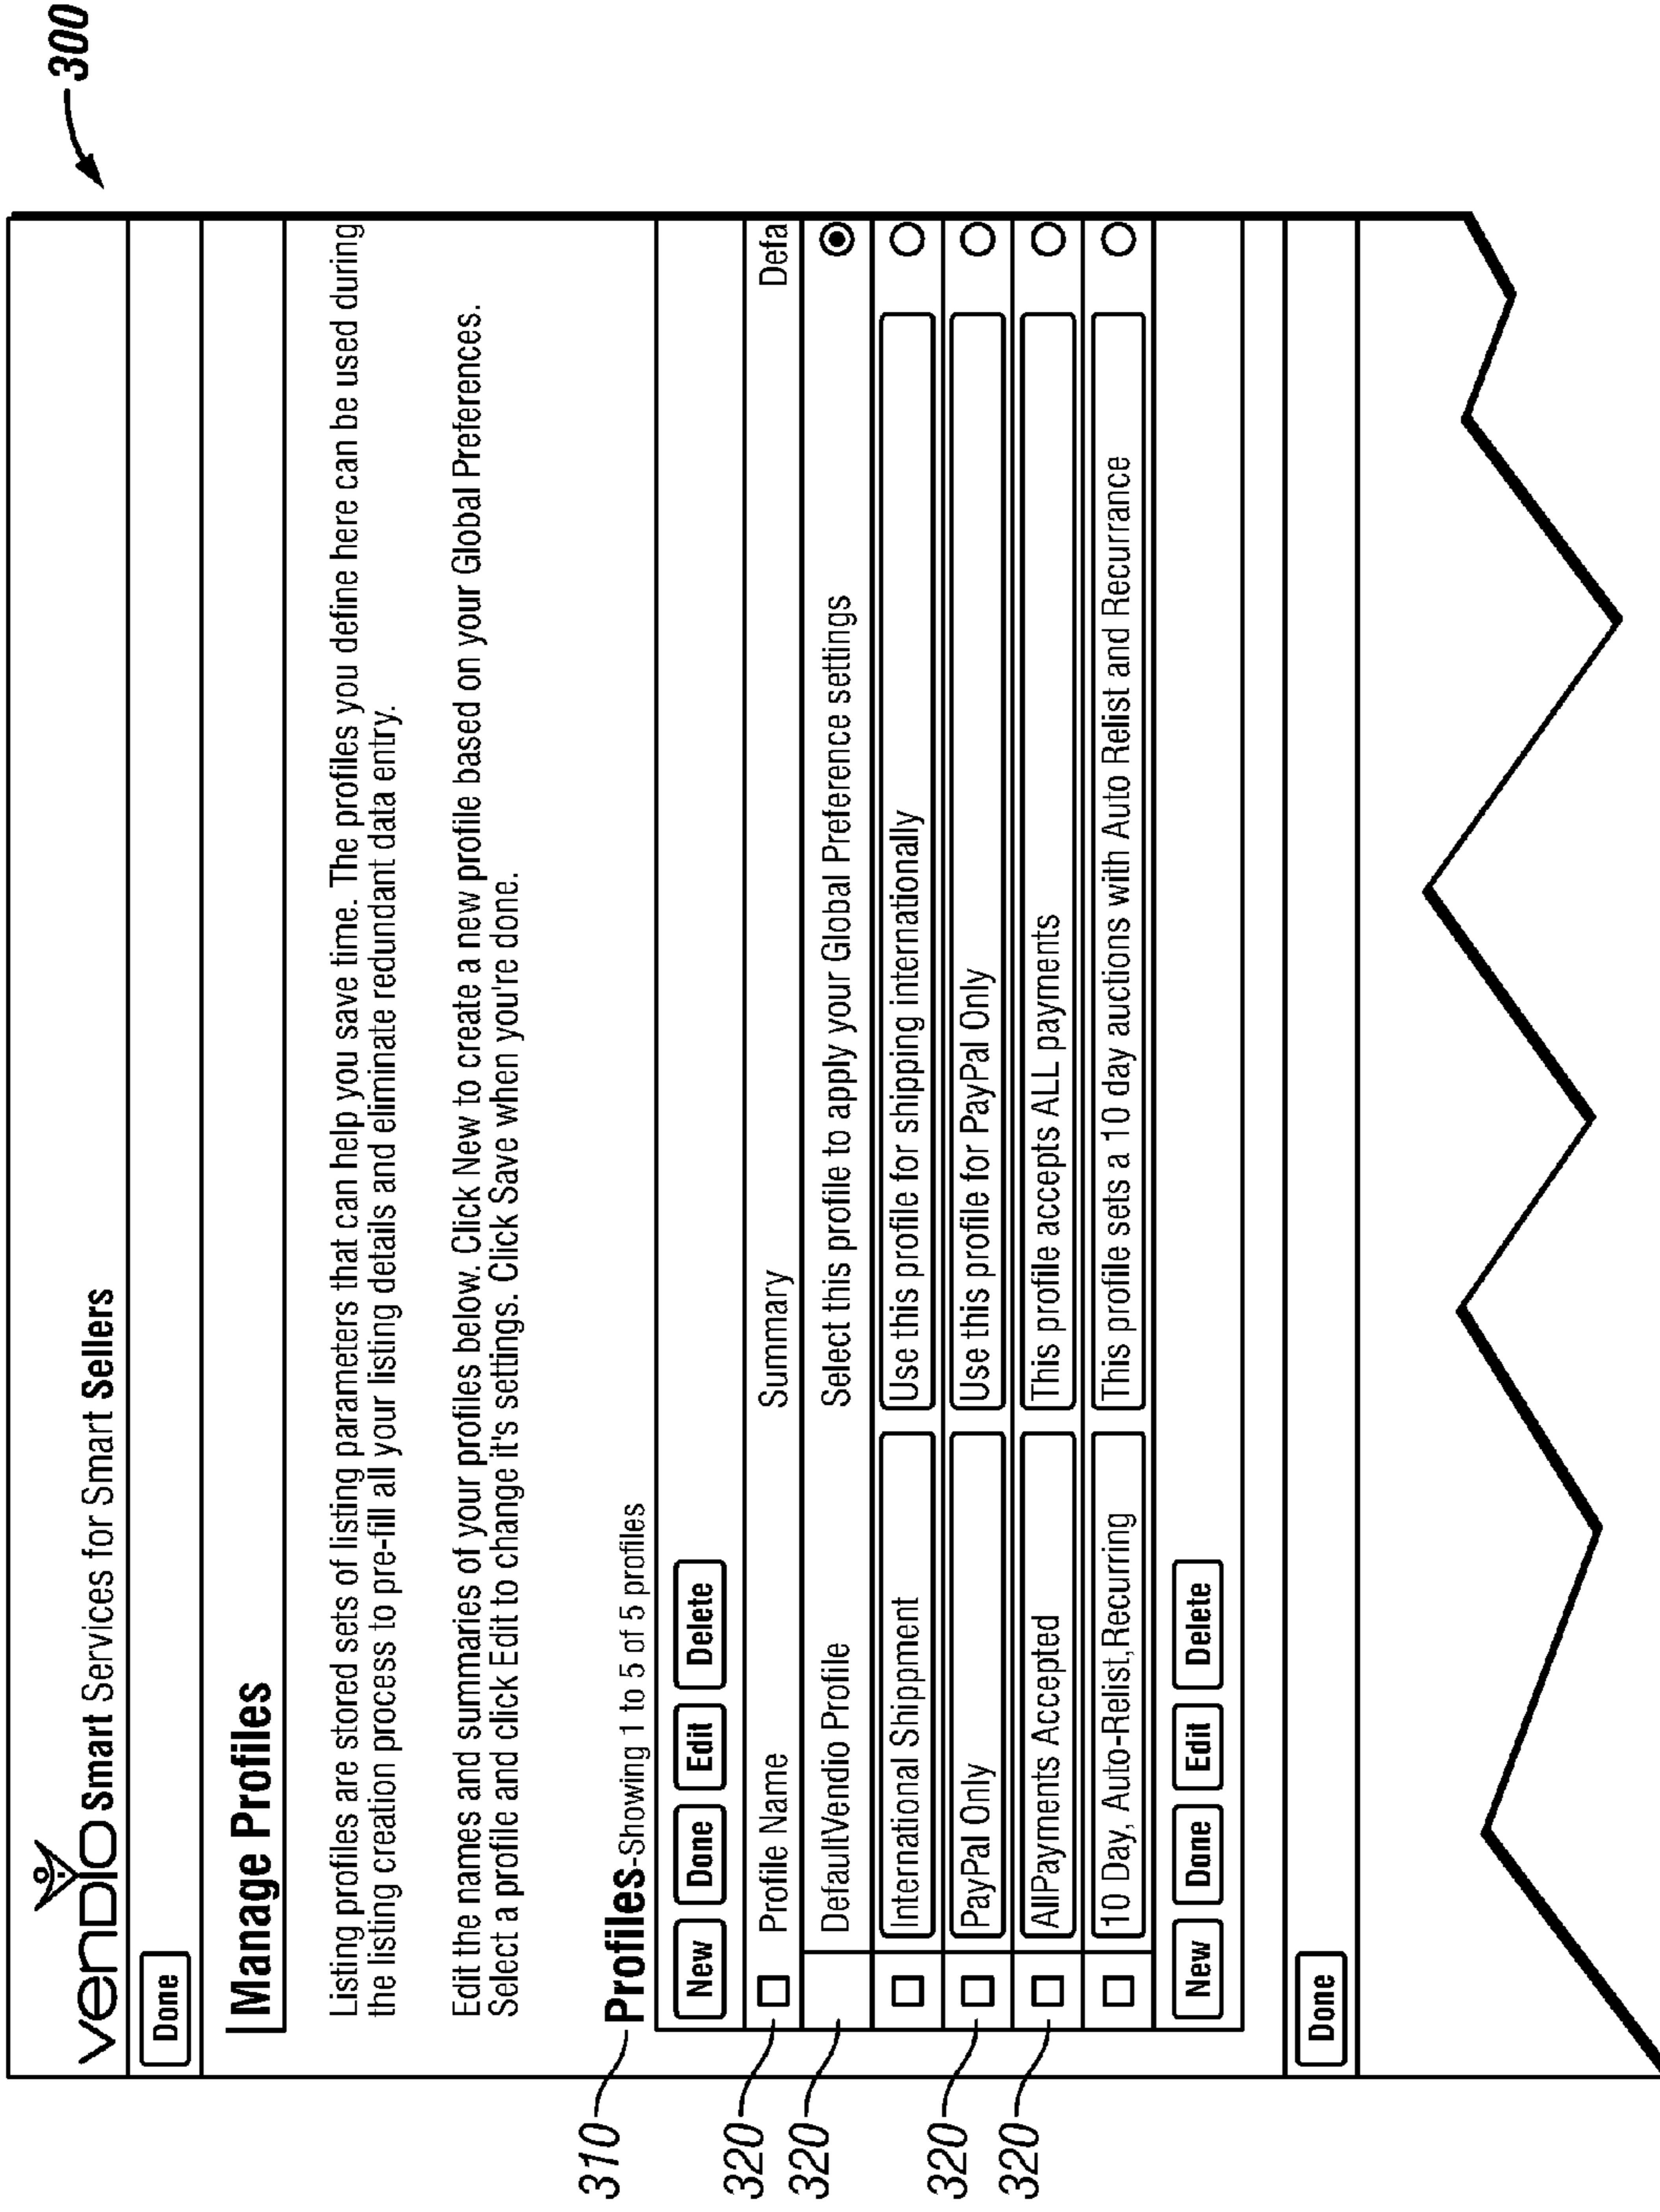 300
venDIO Smart Services for Smart Sellers
Done
Manage Profiles
Listing profiles are stored sets of listing parameters that can help you save time. The profiles you define here can be used during
the listing creation process to pre-fill all your listing details and eliminate redundant data entry.
Edit the names and summaries of your profiles below. Click New to create a new profile based on your Global Preferences.
Select a profile and click Edit to change it's settings. Click Save when you're done.
310
Profiles-Showing 1 to 5 of 5 profiles
New Done Edit Delete
320 Profile Name Summary Defa
320 DefaultVendio Profile Select this profile to apply your Global Preference settings
International Shippment Use this profile for shipping internationally
320 PayPal Only Use this profile for PayPal Only
320 AllPayments Accepted This profile accepts ALL payments
10 Day, Auto-Relist,Recurring This profile sets a 10 day auctions with Auto Relist and Recurrance
New Done Edit Delete
Done